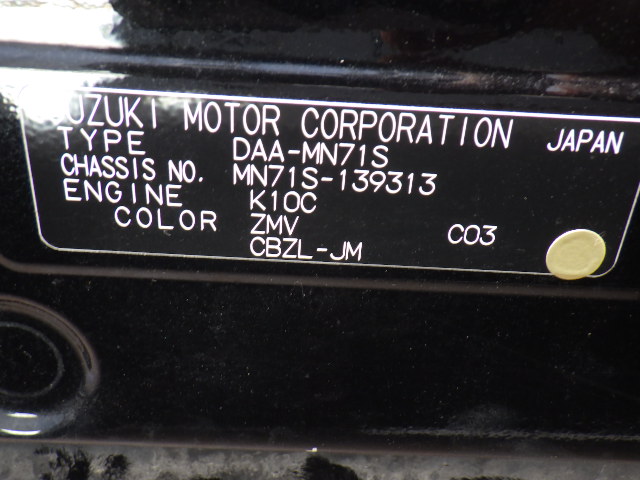 SUZUKI MOTOR CORPORATION JAPAN
TYPE DAA-MN71S
CHASSIS NO. MN71S-139313
ENGINE K10C
COLOR ZMV C03
CBZL-JM